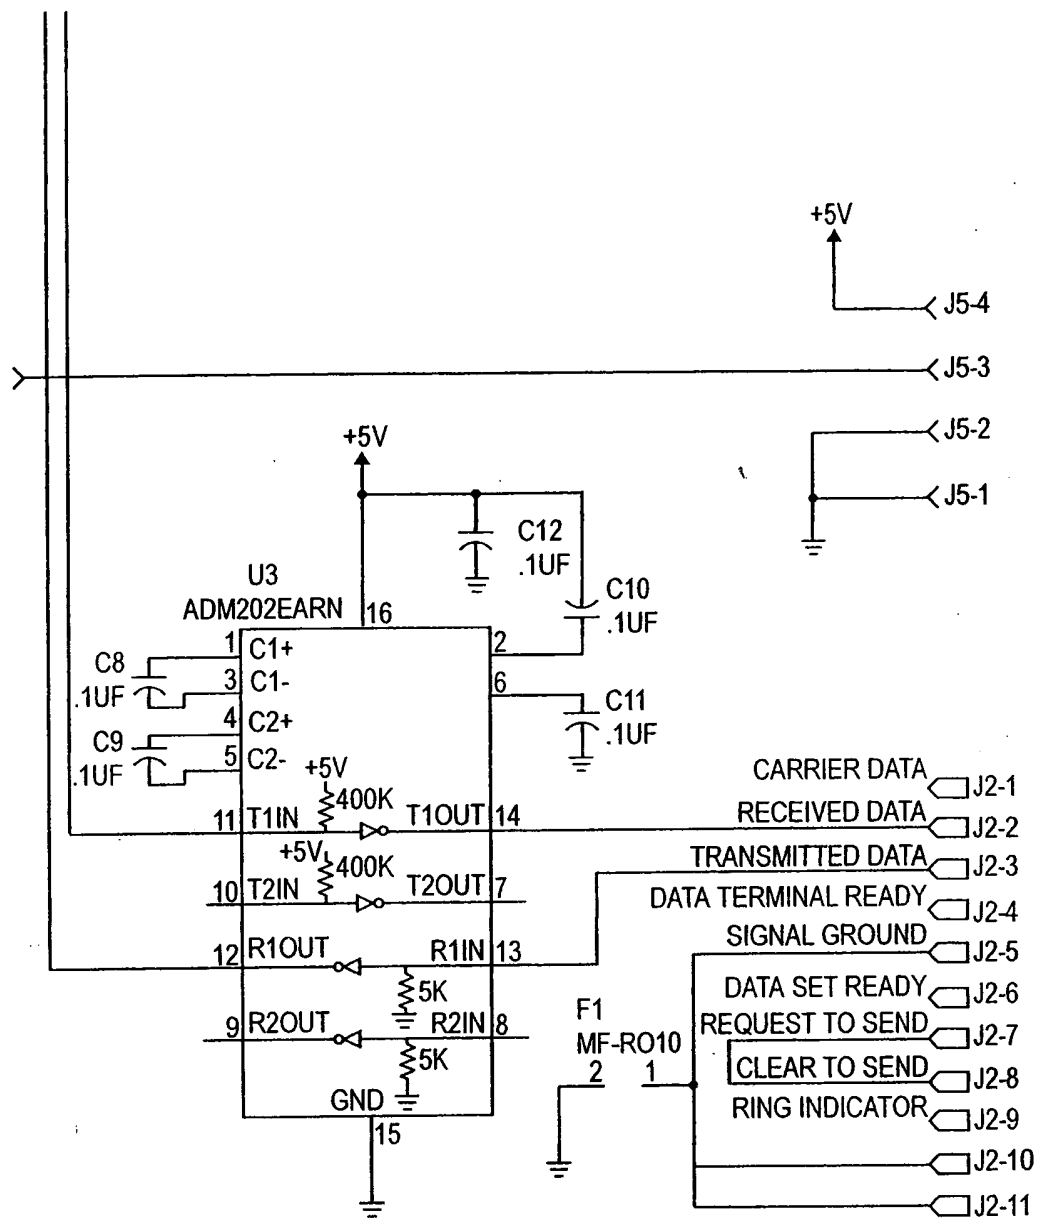 +5V
J5-4
J5-3
J5-2
J5-1
+5V
C12
.1UF
C10
.1UF
U3
ADM202EARN
16
1
C1+
2
C8
.1UF
3
C1-
6
C11
.1UF
4
C2+
C9
.1UF
5
C2-
+5V
400K
11
T1IN
T1OUT
14
+5V
400K
10
T2IN
T2OUT
7
12
R1OUT
R1IN
13
5K
9
R2OUT
R2IN
8
5K
GND
15
CARRIER DATA
J2-1
RECEIVED DATA
J2-2
TRANSMITTED DATA
J2-3
DATA TERMINAL READY
J2-4
SIGNAL GROUND
J2-5
DATA SET READY
J2-6
F1
MF-RO10
2
1
REQUEST TO SEND
J2-7
CLEAR TO SEND
J2-8
RING INDICATOR
J2-9
J2-10
J2-11